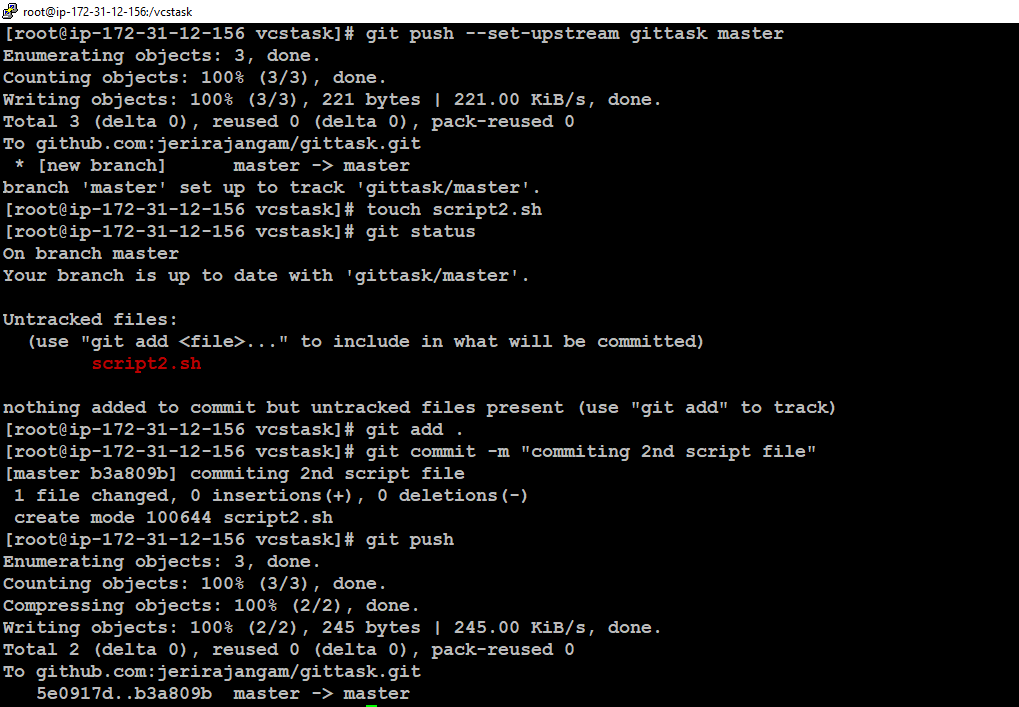 root@ip-172-31-12-156:/vcstask
[root@ip-172-31-12-156 vcstask]# git push --set-upstream gittask master
Enumerating objects: 3, done.
Counting objects: 100% (3/3), done.
Writing objects: 100% (3/3), 221 bytes | 221.00 KiB/s, done.
Total 3 (delta 0), reused 0 (delta 0), pack-reused 0
To github.com:jerirajangam/gittask.git
 * [new branch]      master -> master
branch 'master' set up to track 'gittask/master'.
[root@ip-172-31-12-156 vcstask]# touch script2.sh
[root@ip-172-31-12-156 vcstask]# git status
On branch master
Your branch is up to date with 'gittask/master'.

Untracked files:
  (use "git add <file>..." to include in what will be committed)
        script2.sh

nothing added to commit but untracked files present (use "git add" to track)
[root@ip-172-31-12-156 vcstask]# git add .
[root@ip-172-31-12-156 vcstask]# git commit -m "commiting 2nd script file"
[master b3a809b] commiting 2nd script file
 1 file changed, 0 insertions(+), 0 deletions(-)
 create mode 100644 script2.sh
[root@ip-172-31-12-156 vcstask]# git push
Enumerating objects: 3, done.
Counting objects: 100% (3/3), done.
Compressing objects: 100% (2/2), done.
Writing objects: 100% (2/2), 245 bytes | 245.00 KiB/s, done.
Total 2 (delta 0), reused 0 (delta 0), pack-reused 0
To github.com:jerirajangam/gittask.git
   5e0917d..b3a809b  master -> master